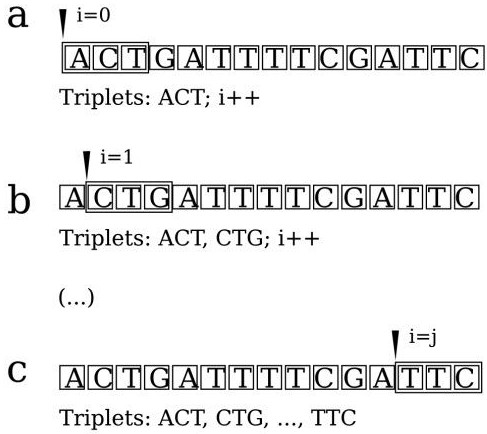 a
i=0
ACTGATTTTCGATTC
Triplets: ACT; i++
b
i=1
ACTGATTTTCGATTC
Triplets: ACT, CTG; i++
(...)
c
i=j
ACTGATTTTCGATTC
Triplets: ACT, CTG, ..., TTC